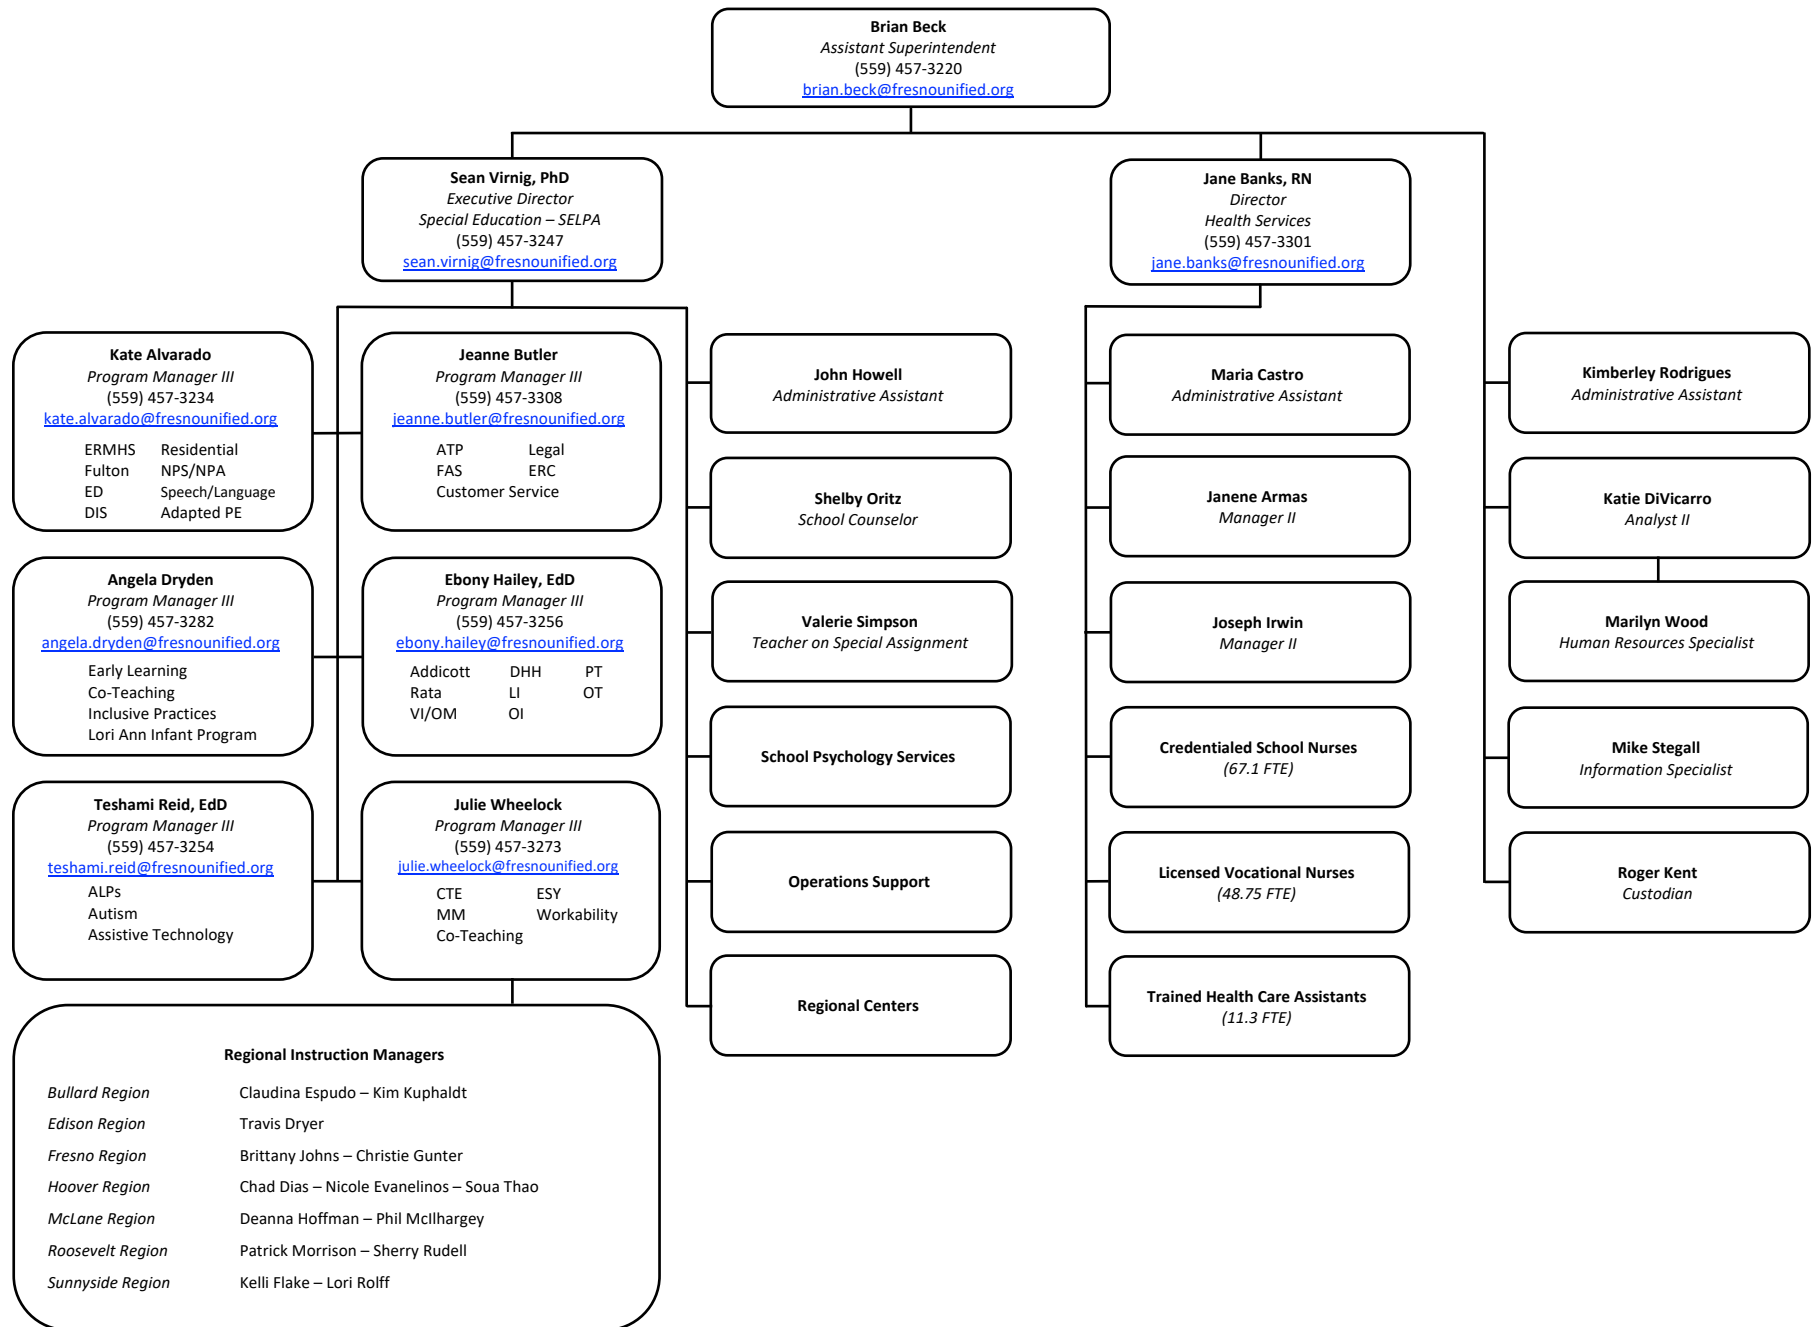 Brian Beck
Assistant Superintendent
(559) 457-3220
brian.beck@fresnounified.org
Sean Virnig, PhD
Executive Director
Special Education – SELPA
(559) 457-3247
sean.virnig@fresnounified.org
Jane Banks, RN
Director
Health Services
(559) 457-3301
jane.banks@fresnounified.org
Kate Alvarado
Program Manager III
(559) 457-3234
kate.alvarado@fresnounified.org
ERMHS Residential
Fulton NPS/NPA
ED Speech/Language
DIS Adapted PE
Jeanne Butler
Program Manager III
(559) 457-3308
jeanne.butler@fresnounified.org
ATP Legal
FAS ERC
Customer Service
Angela Dryden
Program Manager III
(559) 457-3282
angela.dryden@fresnounified.org
Early Learning
Co-Teaching
Inclusive Practices
Lori Ann Infant Program
Ebony Hailey, EdD
Program Manager III
(559) 457-3256
ebony.hailey@fresnounified.org
Addicott DHH PT
Rata LI OT
VI/OM OI
Teshami Reid, EdD
Program Manager III
(559) 457-3254
teshami.reid@fresnounified.org
ALPs
Autism
Assistive Technology
Julie Wheelock
Program Manager III
(559) 457-3273
julie.wheelock@fresnounified.org
CTE ESY
MM Workability
Co-Teaching
Regional Instruction Managers
Bullard Region Claudina Espudo – Kim Kuphaldt
Edison Region Travis Dryer
Fresno Region Brittany Johns – Christie Gunter
Hoover Region Chad Dias – Nicole Evanelinos – Soua Thao
McLane Region Deanna Hoffman – Phil McIlhargey
Roosevelt Region Patrick Morrison – Sherry Rudell
Sunnyside Region Kelli Flake – Lori Rolff
John Howell
Administrative Assistant
Shelby Oritz
School Counselor
Valerie Simpson
Teacher on Special Assignment
School Psychology Services
Operations Support
Regional Centers
Maria Castro
Administrative Assistant
Janene Armas
Manager II
Joseph Irwin
Manager II
Credentialed School Nurses
(67.1 FTE)
Licensed Vocational Nurses
(48.75 FTE)
Trained Health Care Assistants
(11.3 FTE)
Kimberley Rodrigues
Administrative Assistant
Katie DiVicarro
Analyst II
Marilyn Wood
Human Resources Specialist
Mike Stegall
Information Specialist
Roger Kent
Custodian